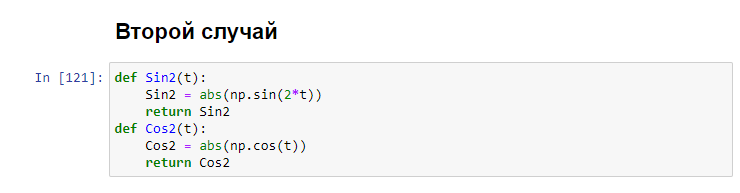 Второй случай
In [121]: def Sin2(t):
    Sin2 = abs(np.sin(2*t))
    return Sin2
def Cos2(t):
    Cos2 = abs(np.cos(t))
    return Cos2